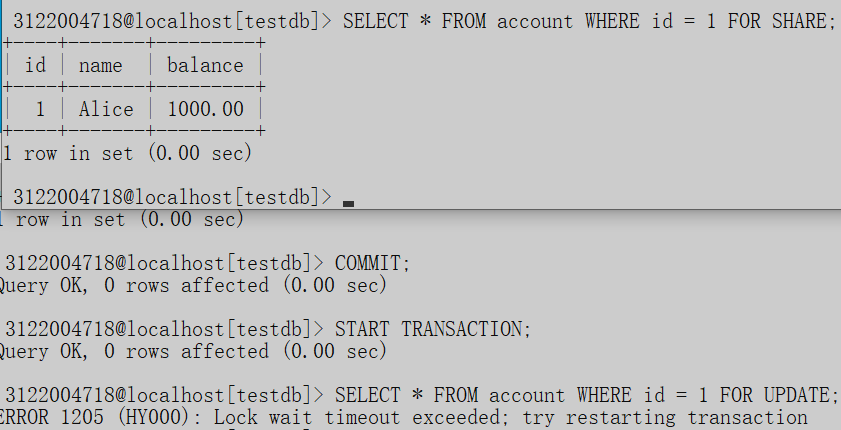 3122004718@localhost[testdb]> SELECT * FROM account WHERE id = 1 FOR SHARE;
+----+-------+---------+
| id | name  | balance |
+----+-------+---------+
|  1 | Alice | 1000.00 |
+----+-------+---------+
1 row in set (0.00 sec)
3122004718@localhost[testdb]>
1 row in set (0.00 sec)
3122004718@localhost[testdb]> COMMIT;
Query OK, 0 rows affected (0.00 sec)
3122004718@localhost[testdb]> START TRANSACTION;
Query OK, 0 rows affected (0.00 sec)
3122004718@localhost[testdb]> SELECT * FROM account WHERE id = 1 FOR UPDATE;
ERROR 1205 (HY000): Lock wait timeout exceeded; try restarting transaction